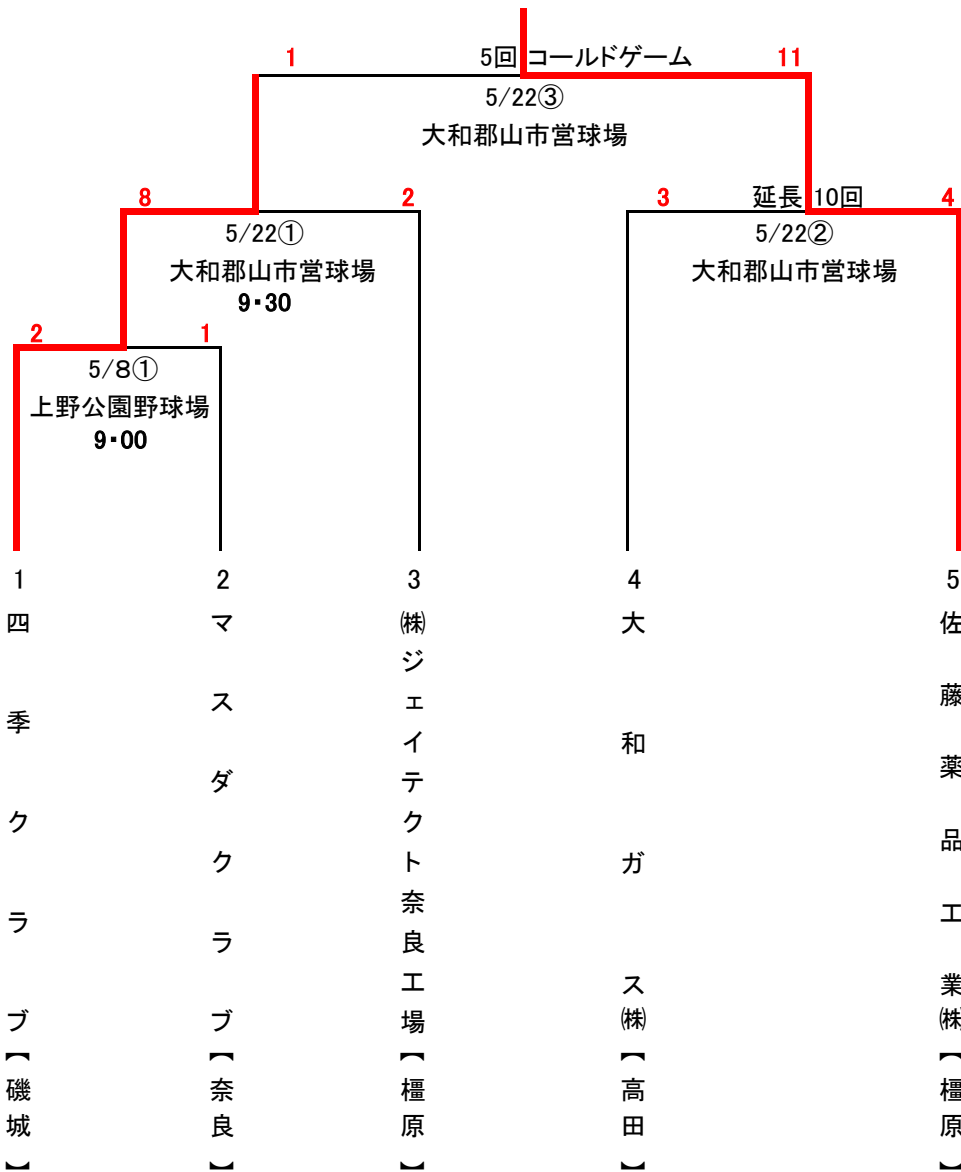 1 5回 コールドゲーム 11
5/22③
大和郡山市営球場
8 2 3 延長 10回 4
5/22① 5/22②
大和郡山市営球場 大和郡山市営球場
9・30
2 1
5/8①
上野公園野球場
9・00
1 2 3 4 5
四季クラブ【磯城】
マスダクラブ【奈良】
㈱ジェイテクト奈良工場【橿原】
大和ガス㈱【高田】
佐藤薬品工業㈱【橿原】